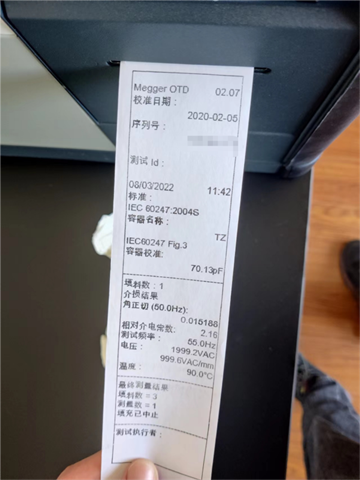 Megger OTD 02.07
校准日期：
2020-02-05
序列号：
测试 Id：
08/03/2022 11:42
标准：
IEC 60247:2004S
容器名称：
TZ
IEC60247 Fig.3
容器校准：
70.13pF
填料数：1
介损结果
角正切 (50.0Hz):
0.015188
相对介电常数: 2.16
测试频率： 55.0Hz
电压： 1999.2VAC
999.6VAC/mm
温度： 90.0°C
最终测量结果
填料数 = 3
测量数 = 1
填充已中止
测试执行者：